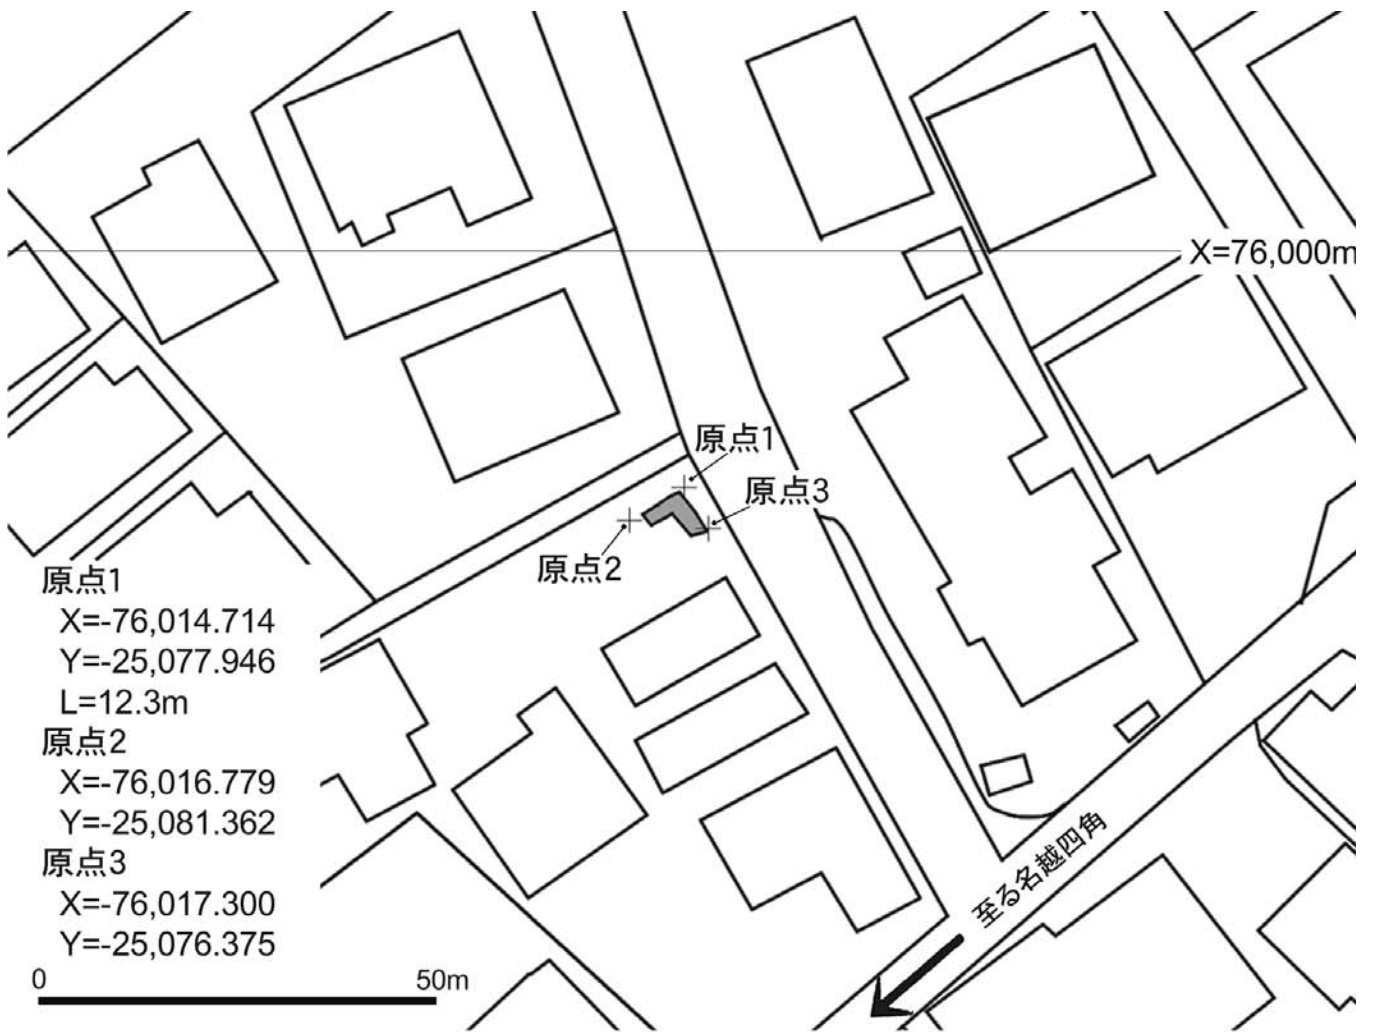 X=76,000m
原点1
原点3
原点2
原点1
X=-76,014.714
Y=-25,077.946
L=12.3m
原点2
X=-76,016.779
Y=-25,081.362
原点3
X=-76,017.300
Y=-25,076.375
至る名越四角
0 50m